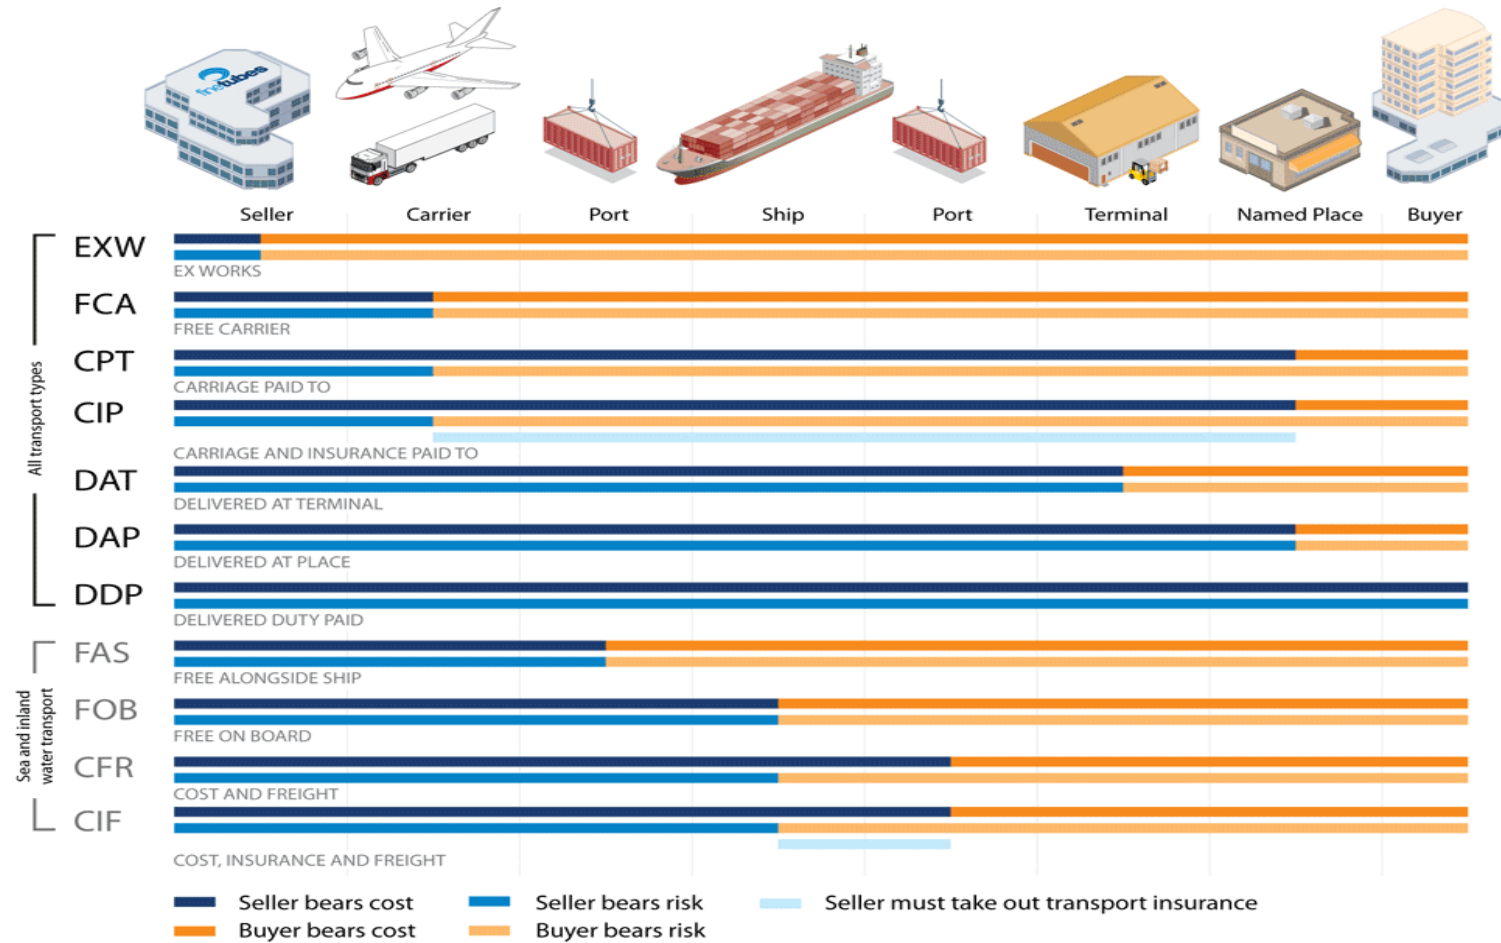 finetubes
Seller Carrier Port Ship Port Terminal Named Place Buyer
All transport types
EXW
EX WORKS
FCA
FREE CARRIER
CPT
CARRIAGE PAID TO
CIP
CARRIAGE AND INSURANCE PAID TO
DAT
DELIVERED AT TERMINAL
DAP
DELIVERED AT PLACE
DDP
DELIVERED DUTY PAID
Sea and inland
water transport
FAS
FREE ALONGSIDE SHIP
FOB
FREE ON BOARD
CFR
COST AND FREIGHT
CIF
COST, INSURANCE AND FREIGHT
Seller bears cost Seller bears risk Seller must take out transport insurance
Buyer bears cost Buyer bears risk